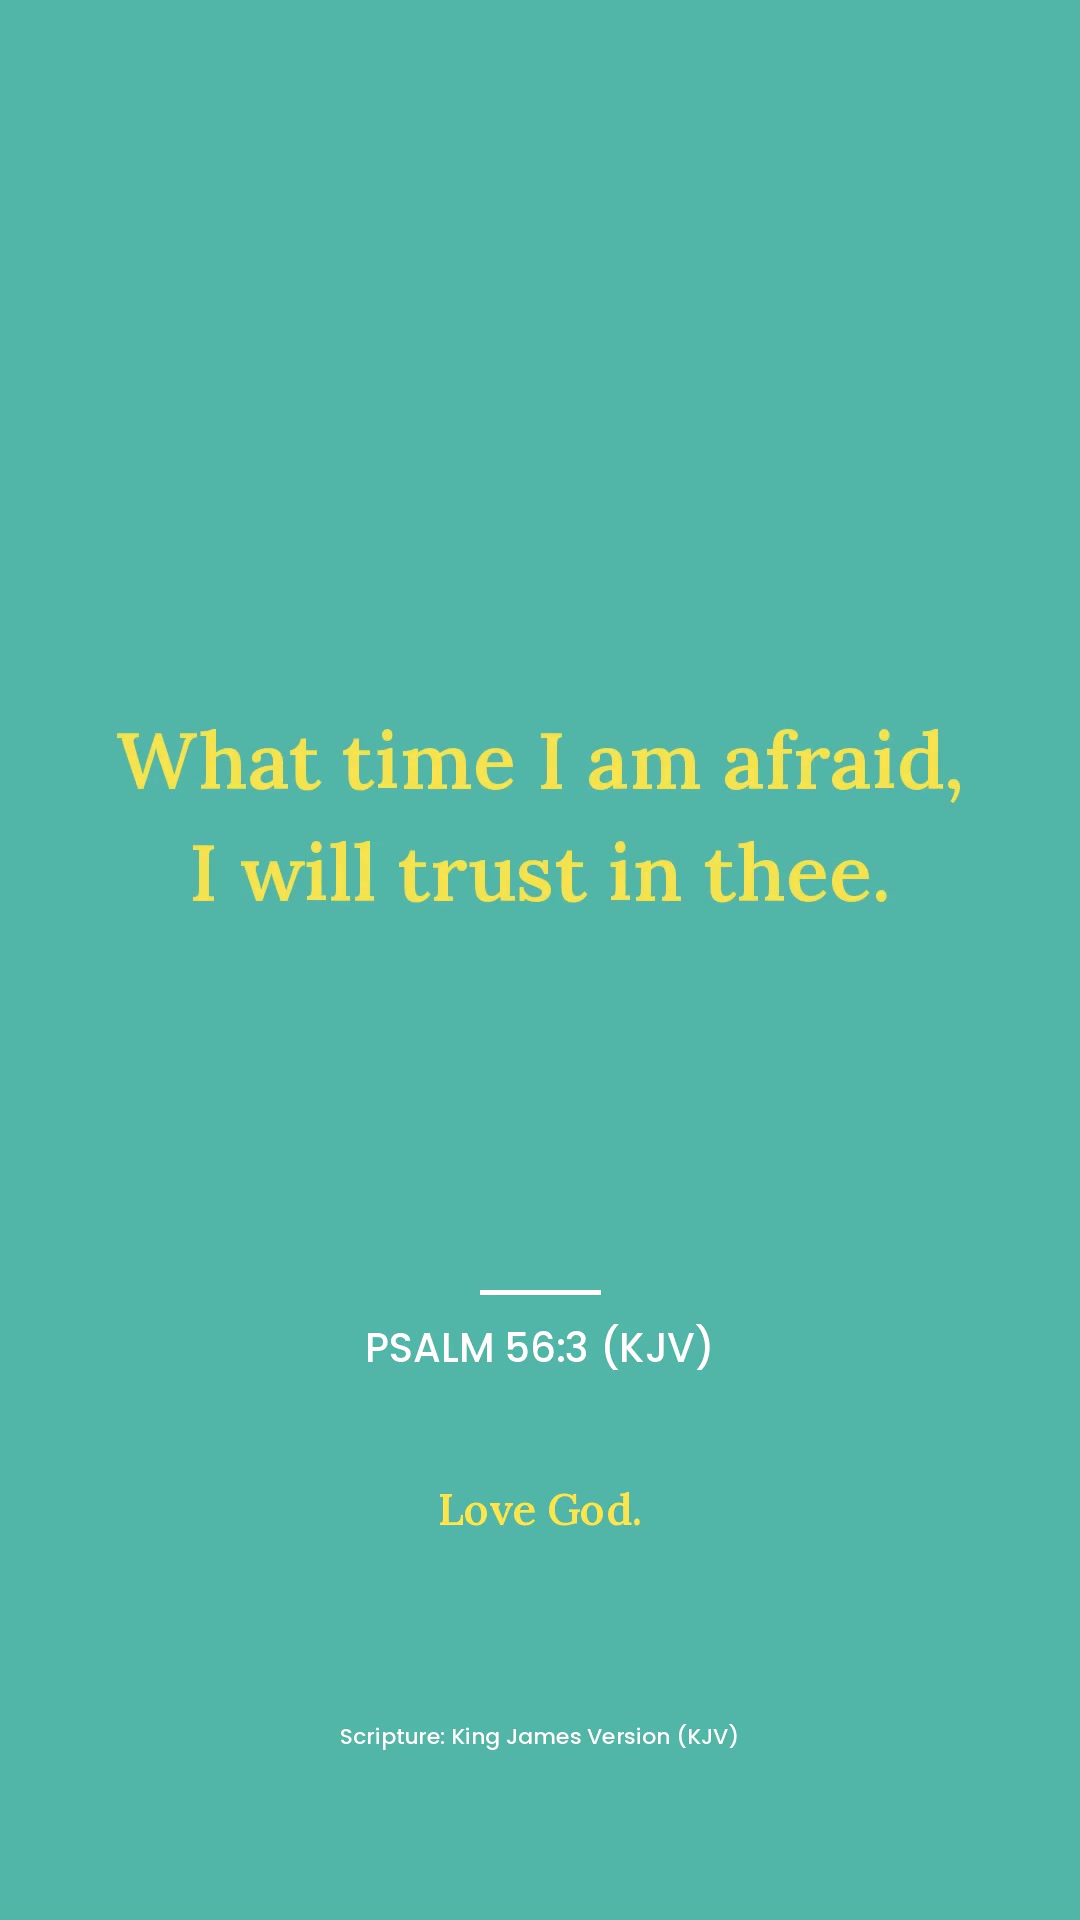 What time I am afraid,
I will trust in thee.
PSALM 56:3 (KJV)
Love God.
Scripture: King James Version (KJV)